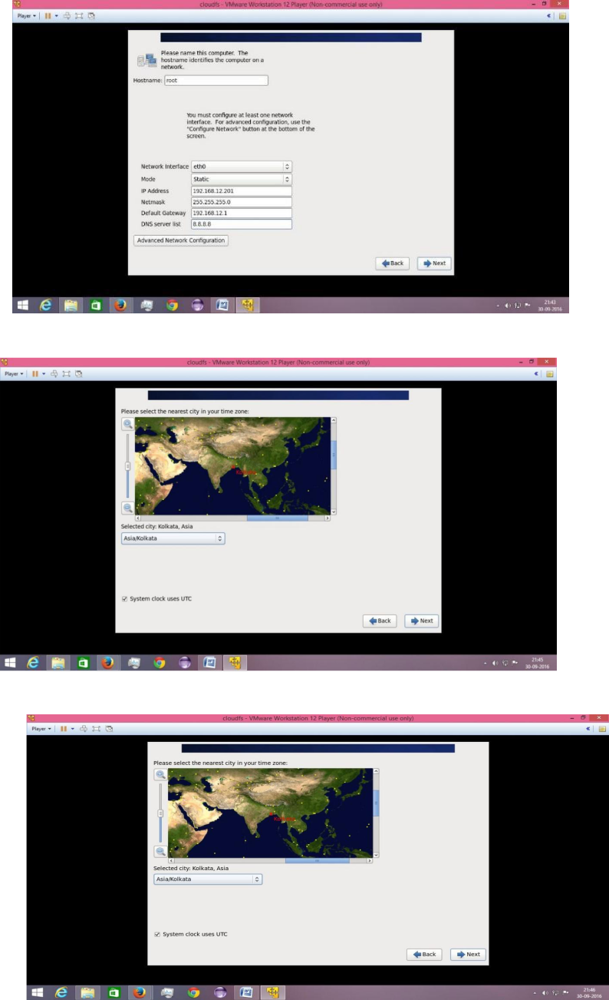 cloudfs - VMware Workstation 12 Player (Non-commercial use only)
Player
Please name this computer. The
hostname identifies the computer on a
network.
Hostname: root
You must configure at least one network
interface. For advanced configuration, use the
"Configure Network" button at the bottom of the
screen.
Network Interface eth0
Mode Static
IP Address 192.168.12.201
Netmask 255.255.255.0
Default Gateway 192.168.12.1
DNS server list 8.8.8.8
Advanced Network Configuration
Back Next
21:43
30-09-2016
cloudfs - VMware Workstation 12 Player (Non-commercial use only)
Player
Please select the nearest city in your time zone:
Kolkata
Selected city: Kolkata, Asia
Asia/Kolkata
System clock uses UTC
Back Next
21:45
30-09-2016
cloudfs - VMware Workstation 12 Player (Non-commercial use only)
Player
Please select the nearest city in your time zone:
Kolkata
Selected city: Kolkata, Asia
Asia/Kolkata
System clock uses UTC
Back Next
21:46
30-09-2016